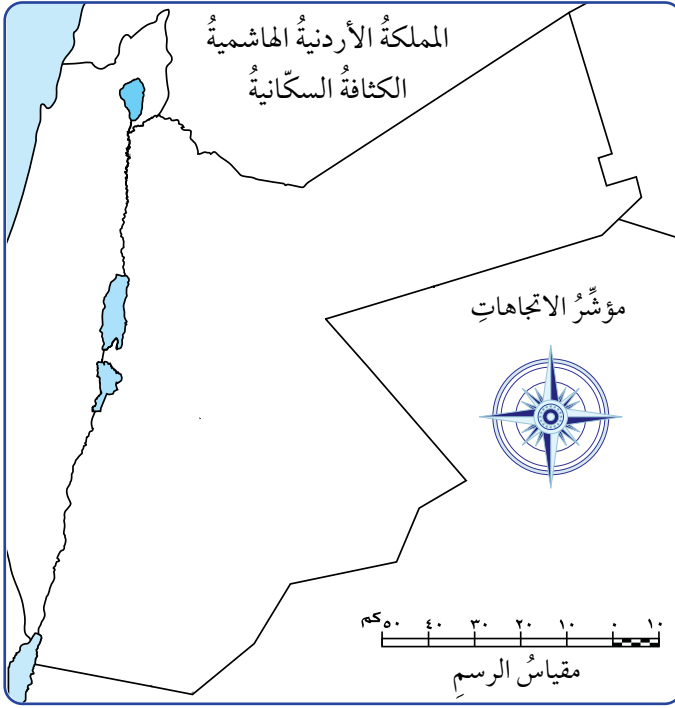 المملكةُ الأردنيةُ الهاشميةُ
الكثافةُ السكّانيةُ
مؤشِّرُ الاتجاهاتِ
١٠ ٠ ١٠ ٢٠ ٣٠ ٤٠ ٥٠ كم
مقياسُ الرسمِ